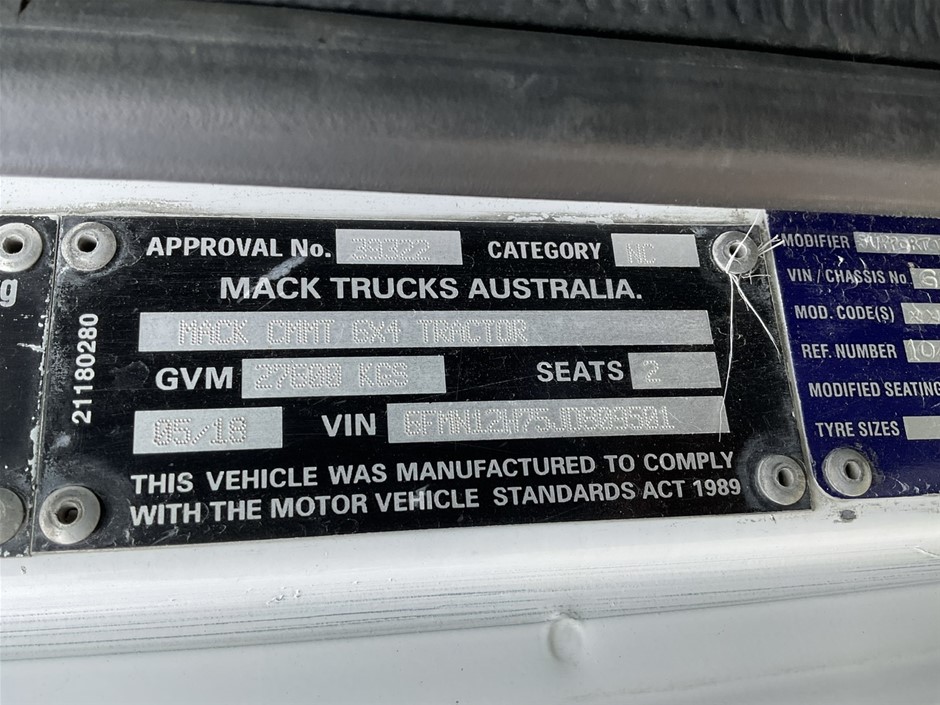 APPROVAL No. 39322 CATEGORY NC
MACK TRUCKS AUSTRALIA.
MACK CMMT 6X4 TRACTOR
GVM 27600 KGS SEATS 2
05/18 VIN
THIS VEHICLE WAS MANUFACTURED TO COMPLY
WITH THE MOTOR VEHICLE STANDARDS ACT 1989
21180280
g
MODIFIER
VIN / CHASSIS No 6
MOD. CODE(S)
REF. NUMBER
MODIFIED SEATING
TYRE SIZES